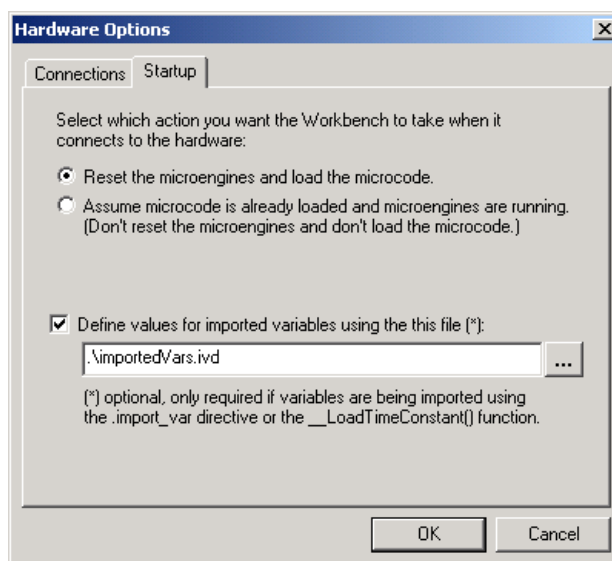 Hardware Options
Connections
Startup
Select which action you want the Workbench to take when it
connects to the hardware:
Reset the microengines and load the microcode.
Assume microcode is already loaded and microengines are running.
(Don't reset the microengines and don't load the microcode.)
Define values for imported variables using the this file (*):
.\importedVars.ivd
...
(*) optional, only required if variables are being imported using
the .import_var directive or the __LoadTimeConstant() function.
OK
Cancel